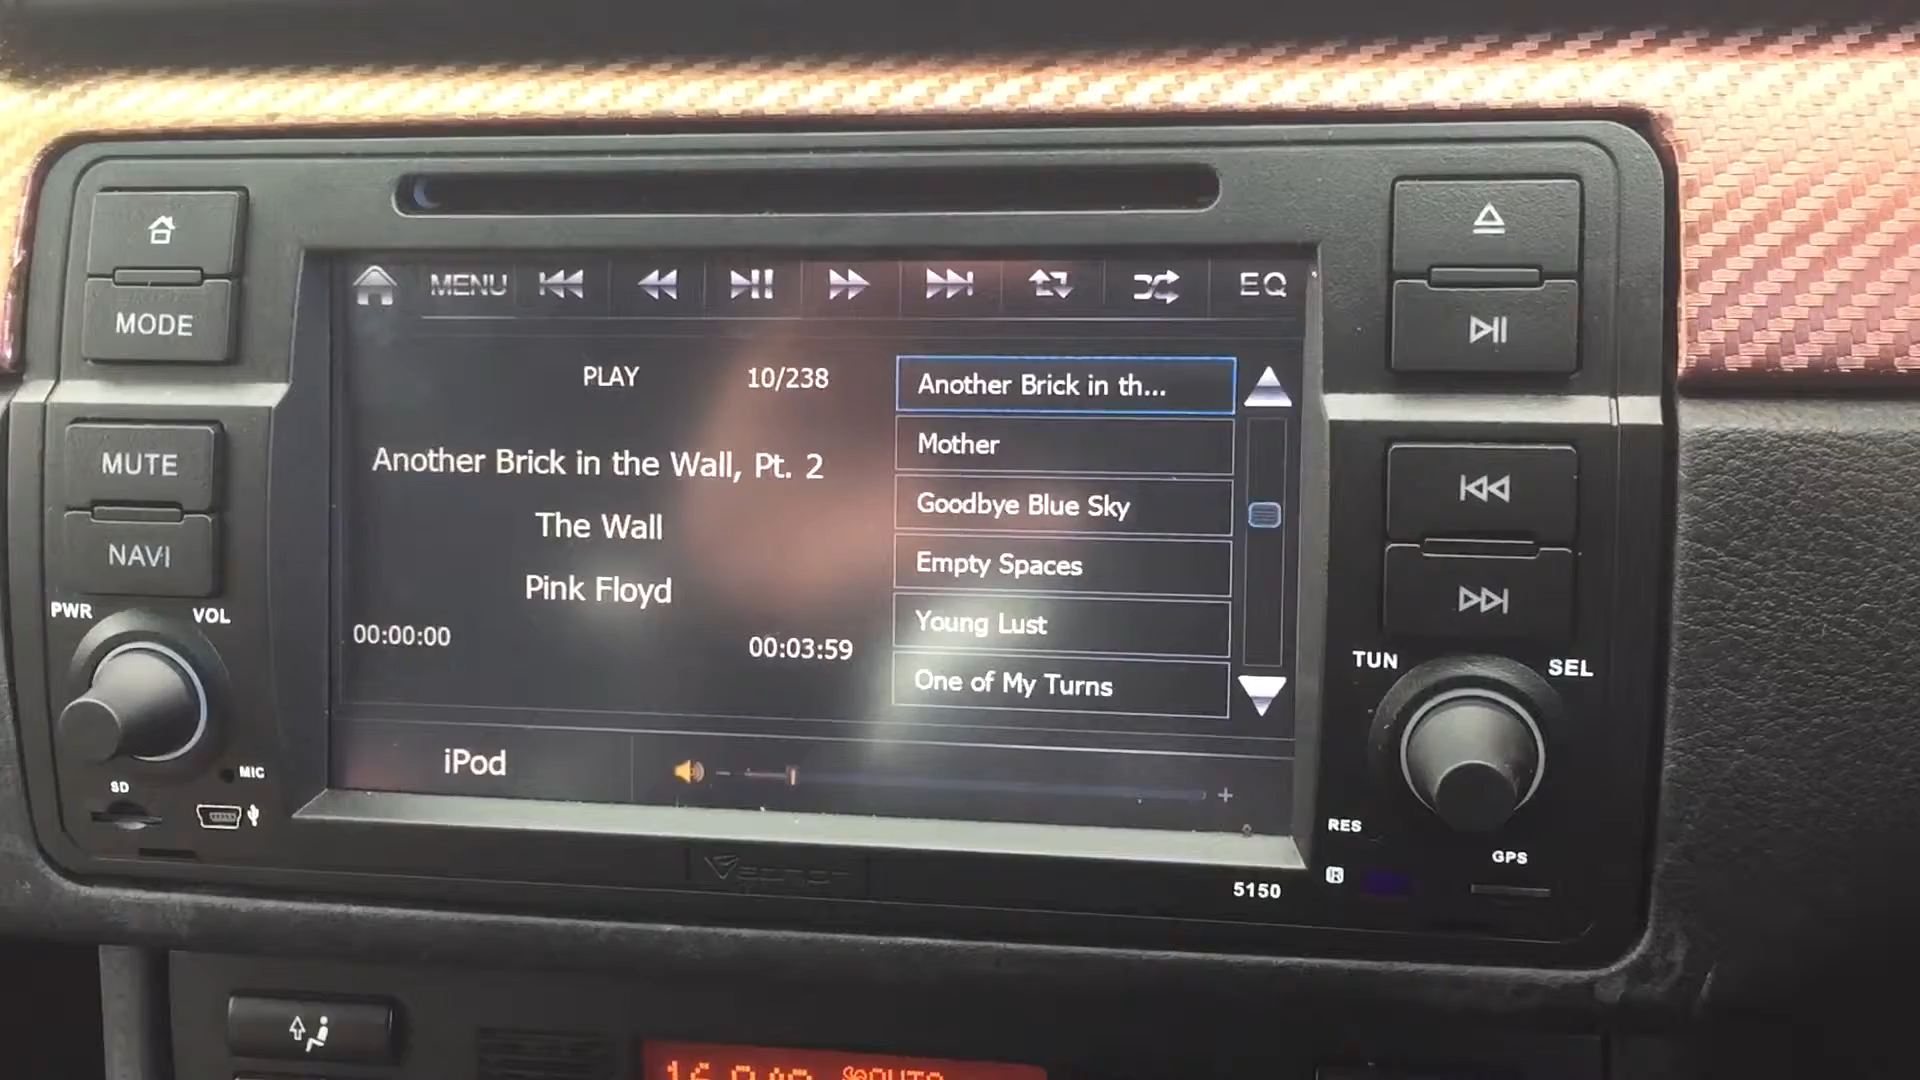 MODE
MENU
EQ
PLAY
10/238
Another Brick in the Wall, Pt. 2
The Wall
Pink Floyd
00:00:00
00:03:59
Another Brick in th...
Mother
Goodbye Blue Sky
Empty Spaces
Young Lust
One of My Turns
iPod
MUTE
NAVI
PWR
VOL
MIC
SD
TUN
SEL
RES
GPS
5150
AUTO